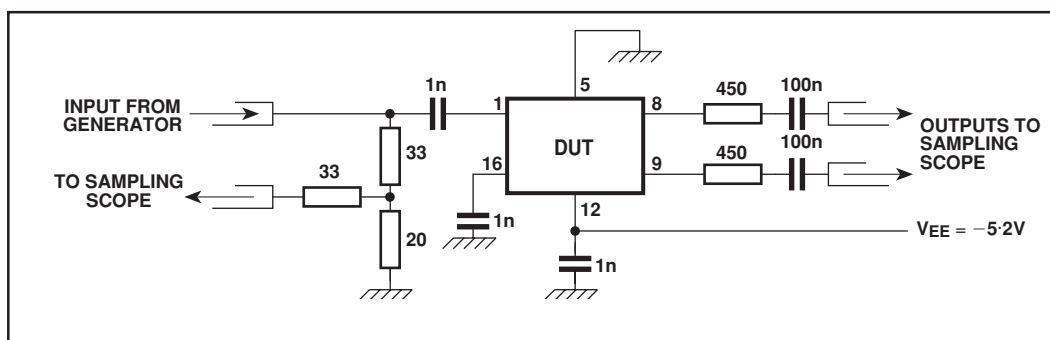 INPUT FROM
GENERATOR
1n
1
5
8
450
100n
33
16
DUT
9
450
100n
OUTPUTS TO
SAMPLING
SCOPE
TO SAMPLING
SCOPE
33
20
1n
12
1n
VEE = −5·2V